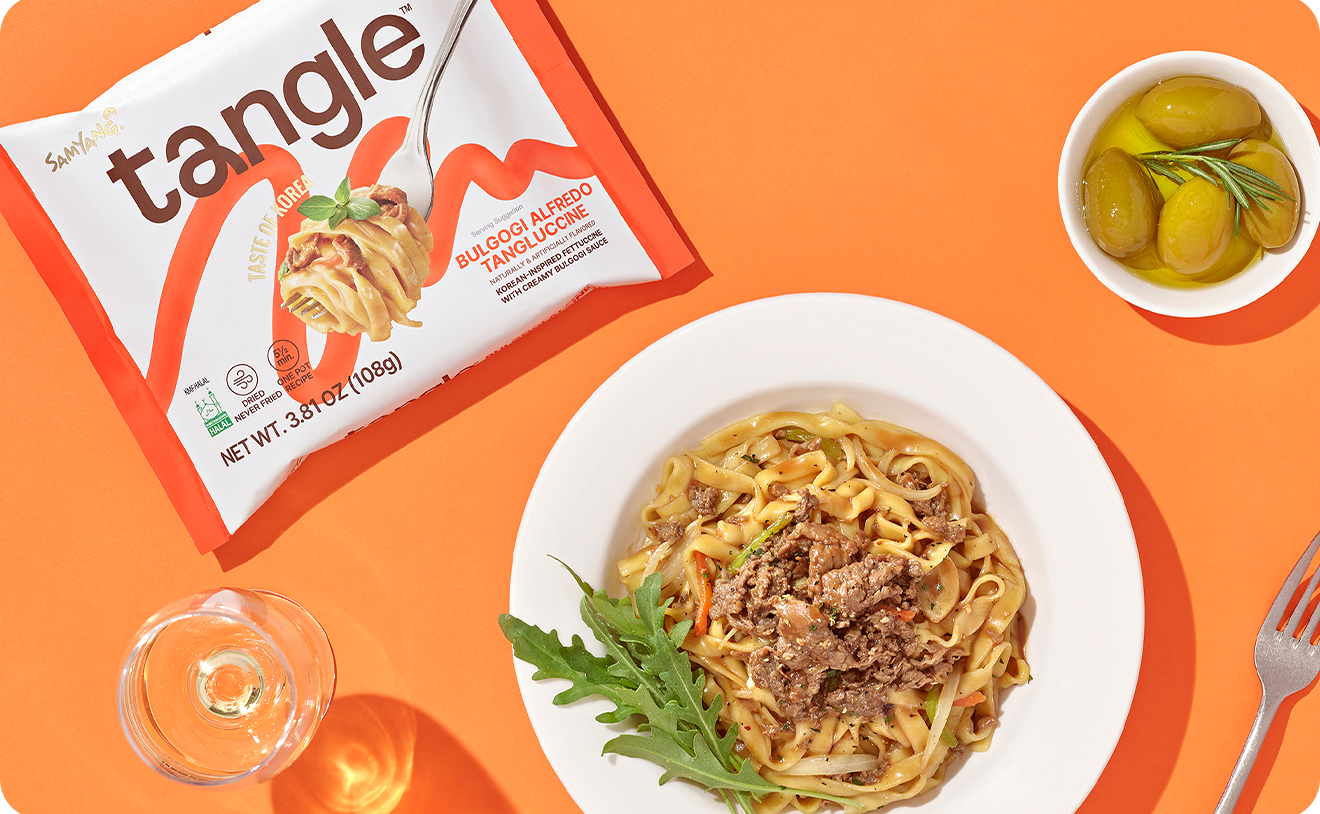 SAMYANG
tangle™
TASTE OF KOREA
Serving Suggestion
BULGOGI ALFREDO
TANGLUCCINE
NATURALLY & ARTIFICIALLY FLAVORED
KOREAN-INSPIRED FETTUCCINE
WITH CREAMY BULGOGI SAUCE
KMF HALAL
HALAL
DRIED
NEVER FRIED
5½
min.
ONE POT
RECIPE
NET WT. 3.81 OZ (108g)